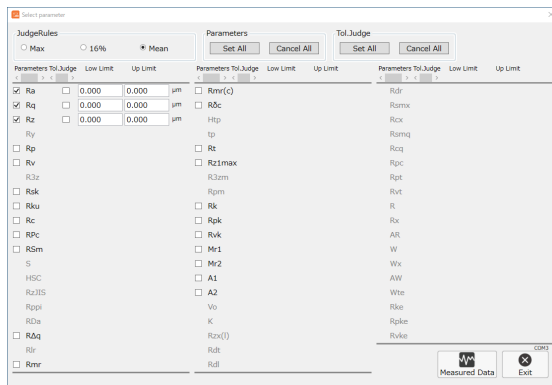 Select parameter
JudgeRules
Max
16%
Mean
Parameters
Set All
Cancel All
Tol.Judge
Set All
Cancel All
Parameters Tol.Judge Low Limit Up Limit
Ra 0.000 0.000 μm
Rq 0.000 0.000 μm
Rz 0.000 0.000 μm
Ry
Rp
Rv
R3z
Rsk
Rku
Rc
RPc
RSm
S
HSC
RzJIS
Rppi
RDa
RΔq
Rlr
Rmr
Parameters Tol.Judge Low Limit Up Limit
Rmr(c)
Rδc
Htp
tp
Rt
Rz1max
R3zm
Rpm
Rk
Rpk
Rvk
Mr1
Mr2
A1
A2
Vo
K
Rzx(l)
Rdt
Rdl
Parameters Tol.Judge Low Limit Up Limit
Rdr
Rsmx
Rcx
Rsmq
Rcq
Rpc
Rpt
Rvt
R
Rx
AR
W
Wx
AW
Wte
Rke
Rpke
Rvke
COM3
Measured Data
Exit